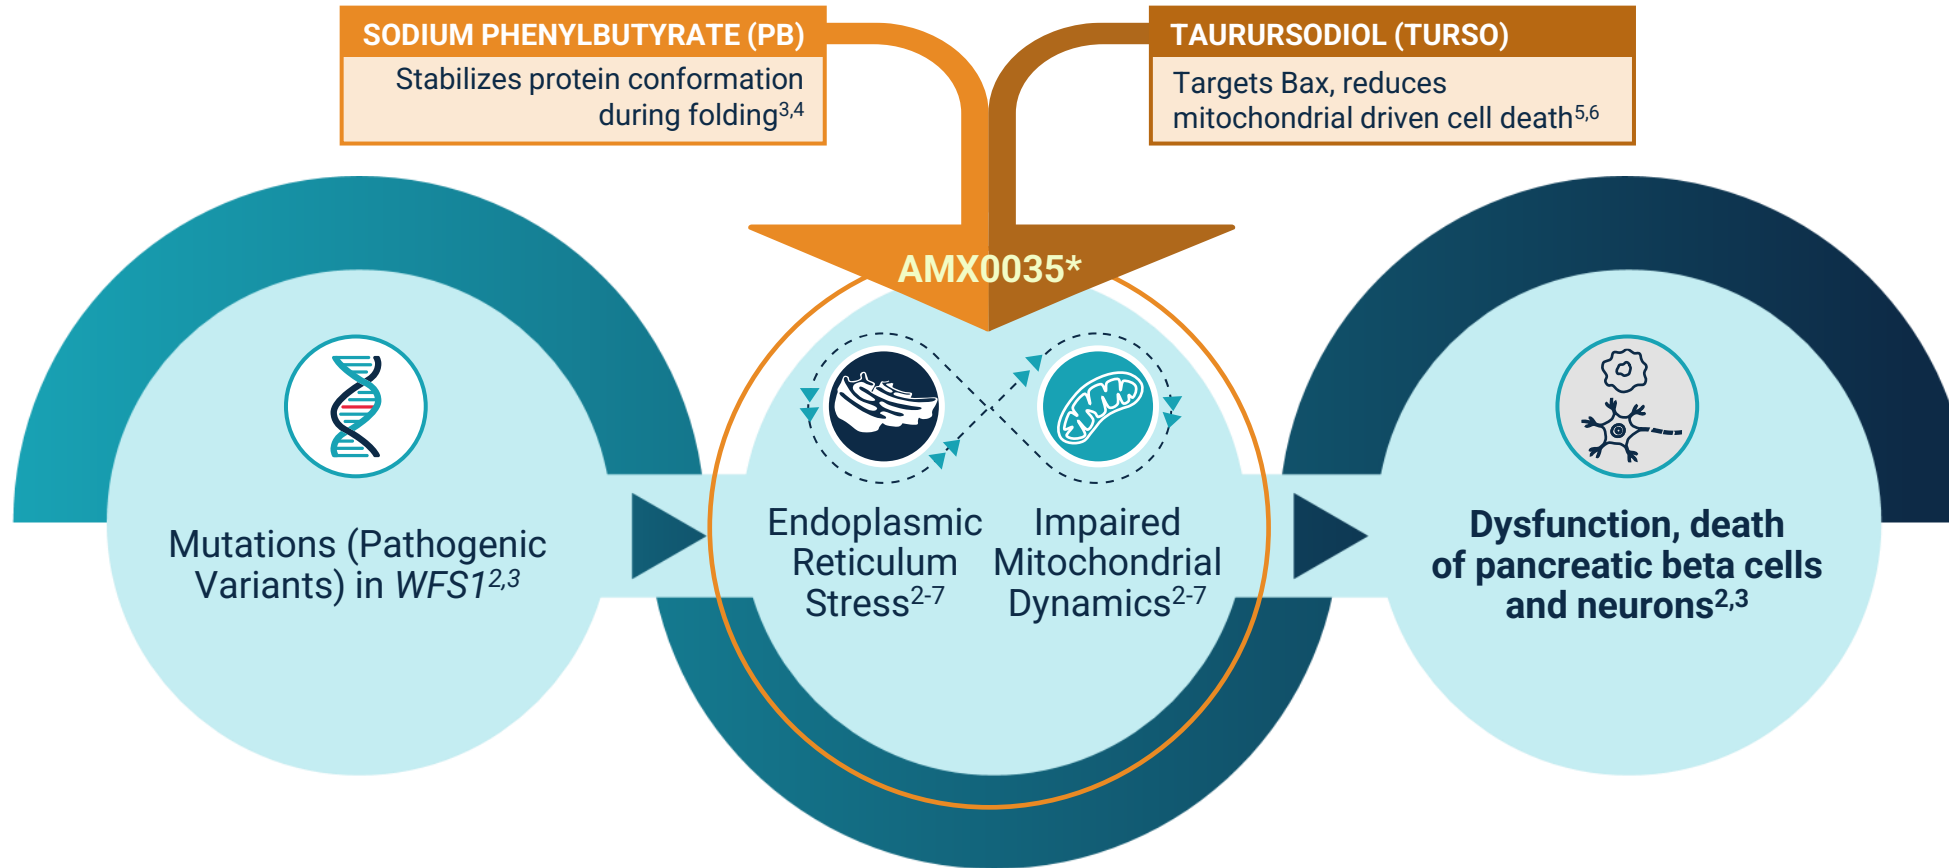 SODIUM PHENYLBUTYRATE (PB)
Stabilizes protein conformation
during folding3,4
TAURURSODIOL (TURSO)
Targets Bax, reduces
mitochondrial driven cell death5,6
AMX0035*
Mutations (Pathogenic
Variants) in WFS12,3
Endoplasmic
Reticulum
Stress2-7
Impaired
Mitochondrial
Dynamics2-7
Dysfunction, death
of pancreatic beta cells
and neurons2,3